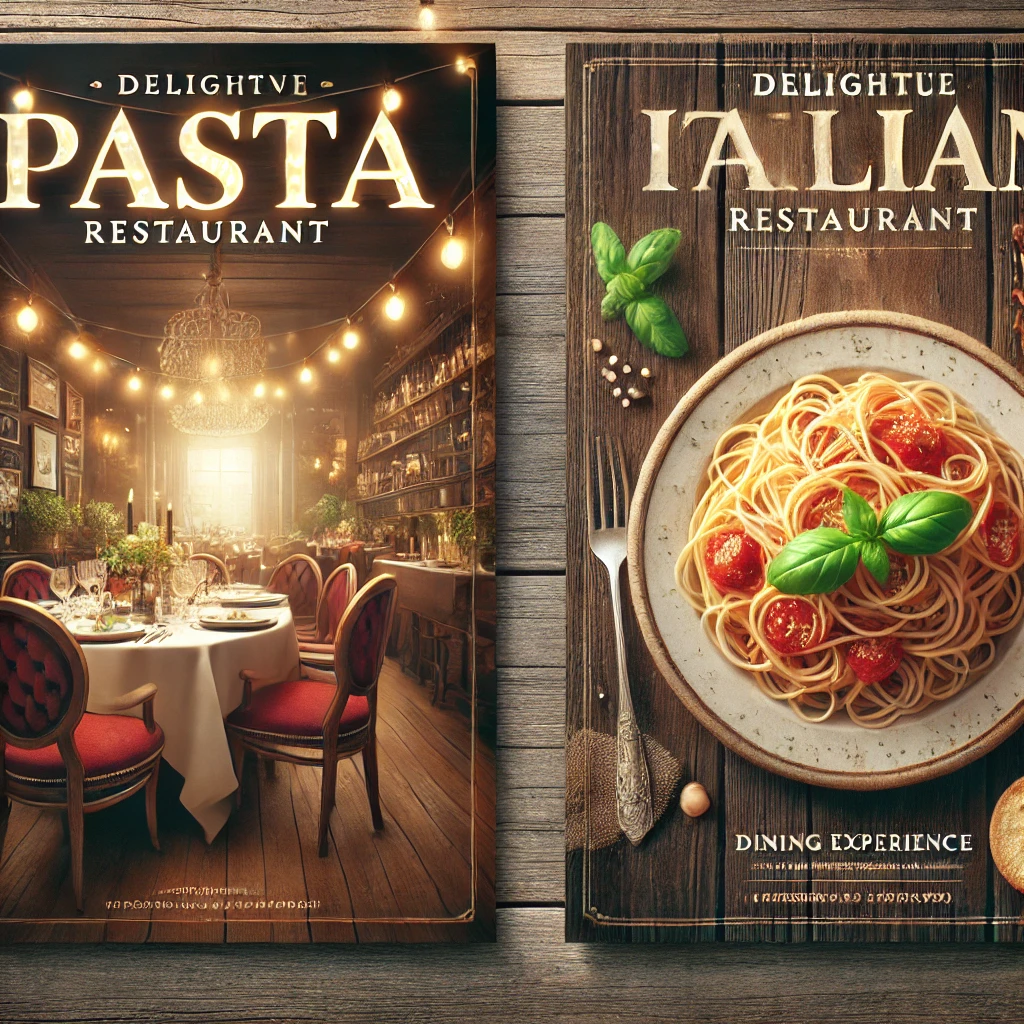 DELIGHTVE
PASTA
RESTAURANT
DELIGHTUE
ITALIAN
RESTAURANT
DINING EXPERIENCE